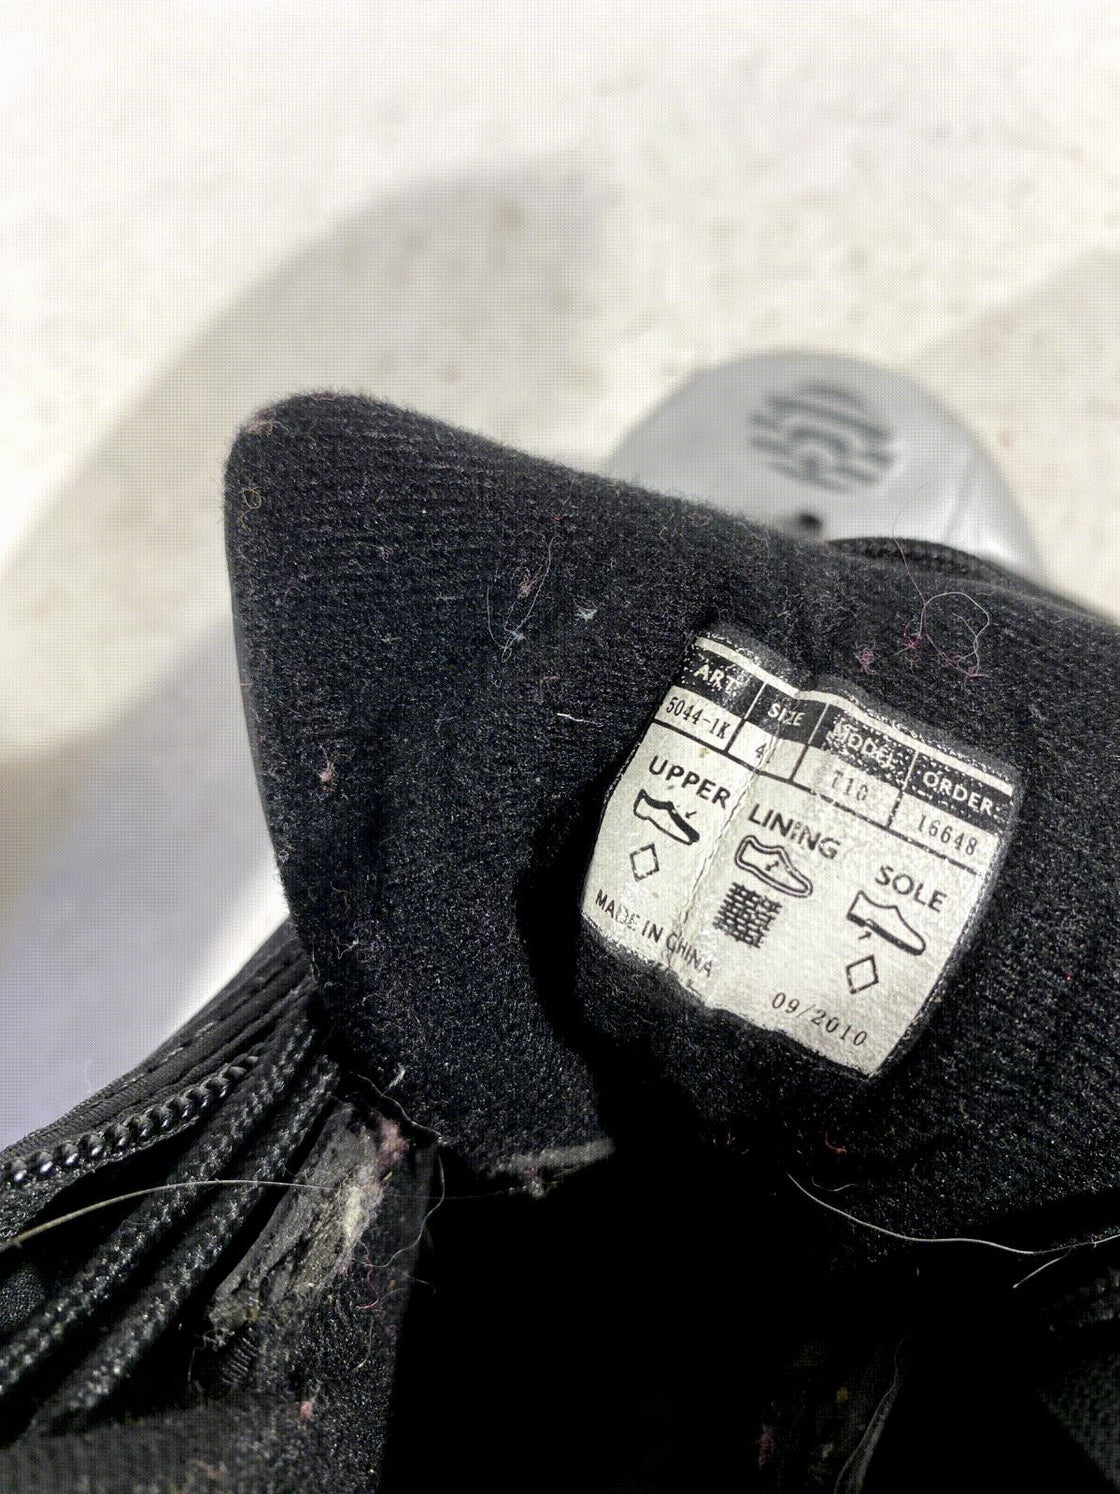 ART SIZE MODEL ORDER:
5044-1K 4 710 16648
UPPER LINING SOLE
MADE IN CHINA
09/2010